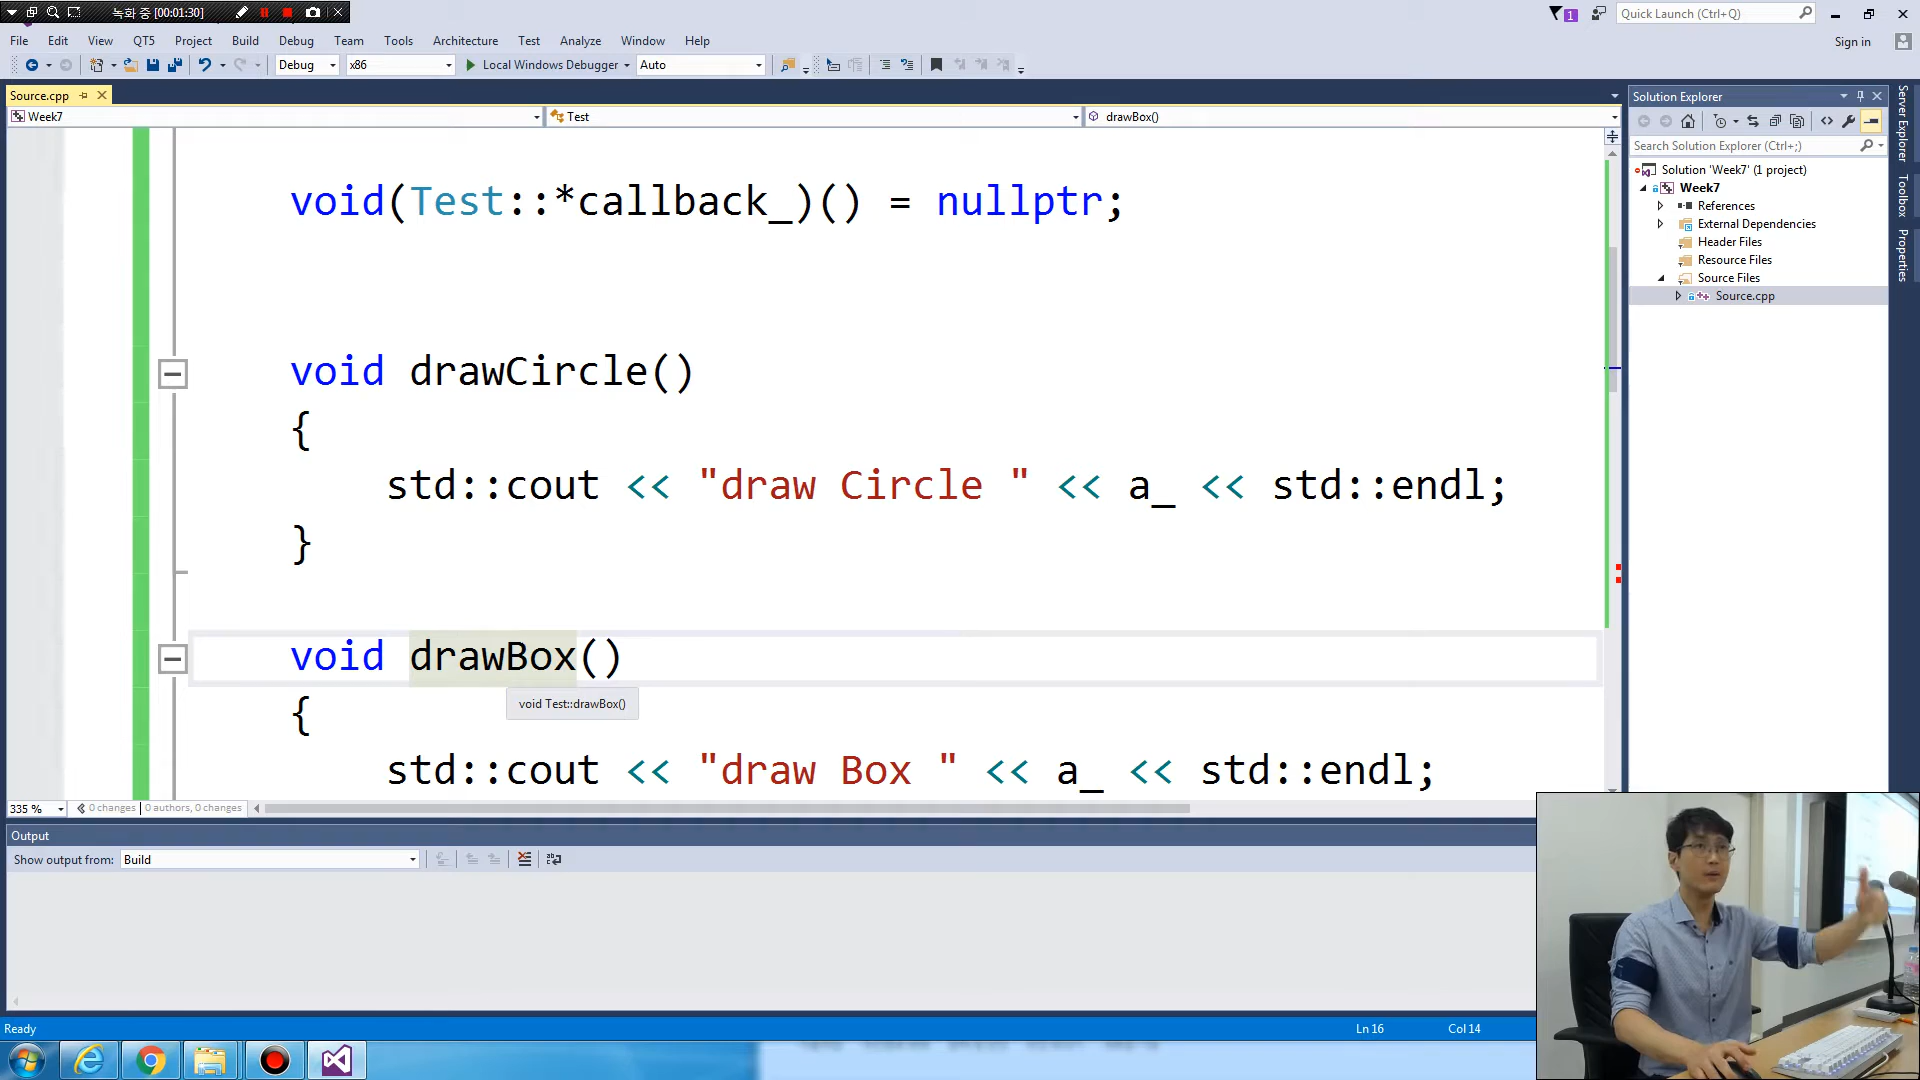 녹화 중 [00:01:30]
1
Quick Launch (Ctrl+Q)
File Edit View QT5 Project Build Debug Team Tools Architecture Test Analyze Window Help
Sign in
Debug x86 Local Windows Debugger Auto
Source.cpp
Week7 Test drawBox()
void(Test::*callback_)() = nullptr;
void drawCircle()
{
std::cout << "draw Circle " << a_ << std::endl;
}
void drawBox()
void Test::drawBox()
{
std::cout << "draw Box " << a_ << std::endl;
335 % 0 changes 0 authors, 0 changes
Output
Show output from: Build
Ready Ln 16 Col 14
Solution Explorer
Search Solution Explorer (Ctrl+;)
Solution 'Week7' (1 project)
Week7
References
External Dependencies
Header Files
Resource Files
Source Files
Source.cpp
Server Explorer
Toolbox
Properties